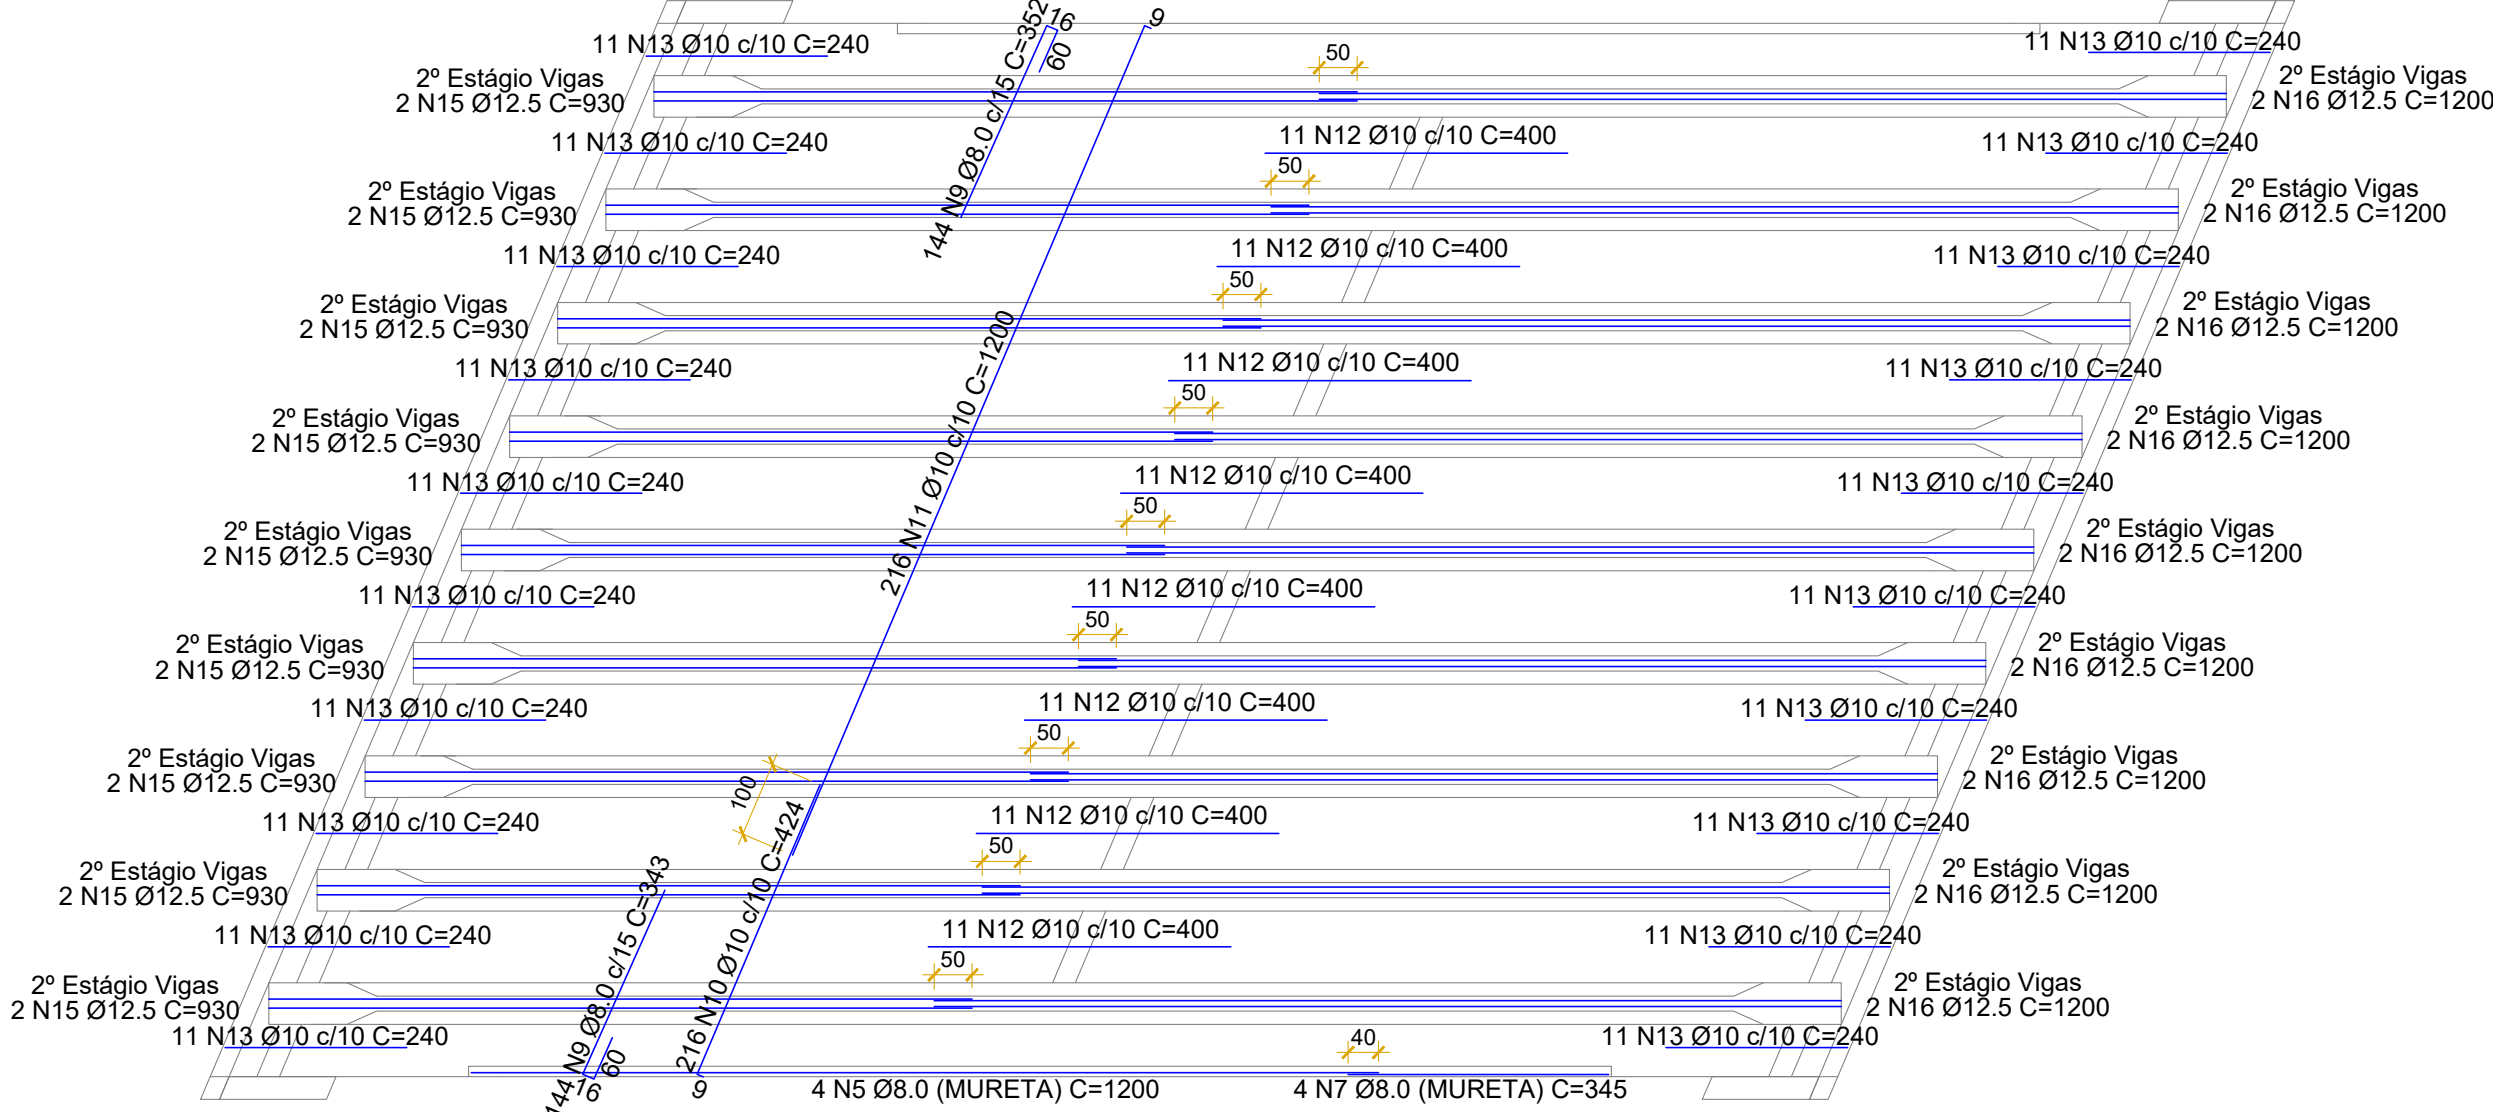 11 N13 Ø10 c/10 C=240
144 N9 Ø8.0 c/15 C=352
16
60
9
50
11 N13 Ø10 c/10 C=240
2º Estágio Vigas
2 N15 Ø12.5 C=930
2º Estágio Vigas
2 N16 Ø12.5 C=1200
11 N13 Ø10 c/10 C=240
11 N12 Ø10 c/10 C=400
11 N13 Ø10 c/10 C=240
50
2º Estágio Vigas
2 N15 Ø12.5 C=930
2º Estágio Vigas
2 N16 Ø12.5 C=1200
11 N13 Ø10 c/10 C=240
11 N12 Ø10 c/10 C=400
11 N13 Ø10 c/10 C=240
50
2º Estágio Vigas
2 N15 Ø12.5 C=930
2º Estágio Vigas
2 N16 Ø12.5 C=1200
216 N11 Ø10 c/10 C=1200
11 N13 Ø10 c/10 C=240
11 N12 Ø10 c/10 C=400
11 N13 Ø10 c/10 C=240
50
2º Estágio Vigas
2 N15 Ø12.5 C=930
2º Estágio Vigas
2 N16 Ø12.5 C=1200
11 N13 Ø10 c/10 C=240
11 N12 Ø10 c/10 C=400
11 N13 Ø10 c/10 C=240
50
2º Estágio Vigas
2 N15 Ø12.5 C=930
2º Estágio Vigas
2 N16 Ø12.5 C=1200
11 N13 Ø10 c/10 C=240
11 N12 Ø10 c/10 C=400
11 N13 Ø10 c/10 C=240
50
2º Estágio Vigas
2 N15 Ø12.5 C=930
2º Estágio Vigas
2 N16 Ø12.5 C=1200
11 N13 Ø10 c/10 C=240
11 N12 Ø10 c/10 C=400
11 N13 Ø10 c/10 C=240
50
2º Estágio Vigas
2 N15 Ø12.5 C=930
100
2º Estágio Vigas
2 N16 Ø12.5 C=1200
11 N13 Ø10 c/10 C=240
216 N10 Ø10 c/10 C=424
11 N12 Ø10 c/10 C=400
11 N13 Ø10 c/10 C=240
50
2º Estágio Vigas
2 N15 Ø12.5 C=930
144 N9 Ø8.0 c/15 C=343
2º Estágio Vigas
2 N16 Ø12.5 C=1200
11 N13 Ø10 c/10 C=240
11 N12 Ø10 c/10 C=400
11 N13 Ø10 c/10 C=240
50
2º Estágio Vigas
2 N15 Ø12.5 C=930
2º Estágio Vigas
2 N16 Ø12.5 C=1200
11 N13 Ø10 c/10 C=240
60
16
9
40
11 N13 Ø10 c/10 C=240
4 N5 Ø8.0 (MURETA) C=1200
4 N7 Ø8.0 (MURETA) C=345